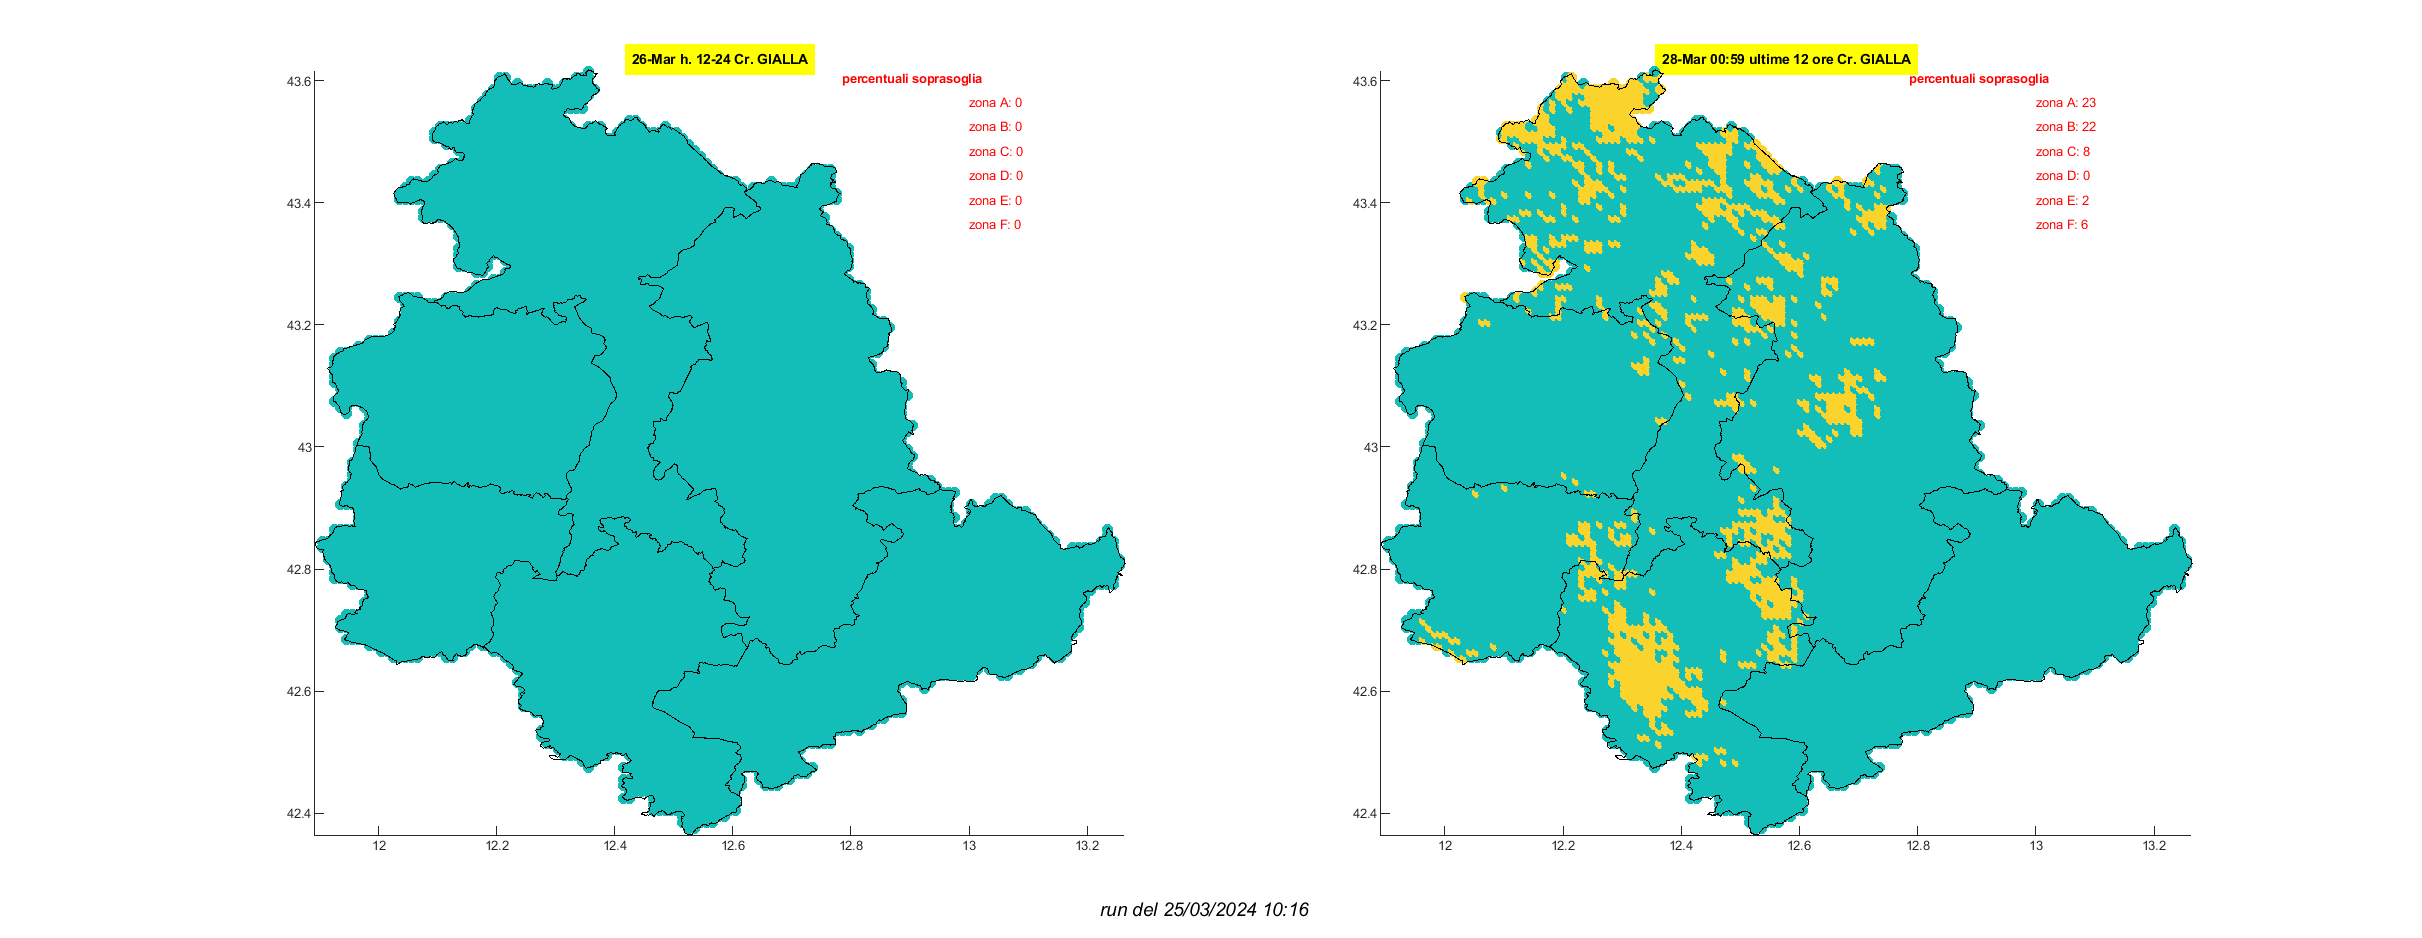 26-Mar h. 12-24 Cr. GIALLA
percentuali soprasoglia
zona A: 0
zona B: 0
zona C: 0
zona D: 0
zona E: 0
zona F: 0
43.6
43.4
43.2
43
42.8
42.6
42.4
12 12.2 12.4 12.6 12.8 13 13.2
28-Mar 00:59 ultime 12 ore Cr. GIALLA
percentuali soprasoglia
zona A: 23
zona B: 22
zona C: 8
zona D: 0
zona E: 2
zona F: 6
43.6
43.4
43.2
43
42.8
42.6
42.4
12 12.2 12.4 12.6 12.8 13 13.2
run del 25/03/2024 10:16